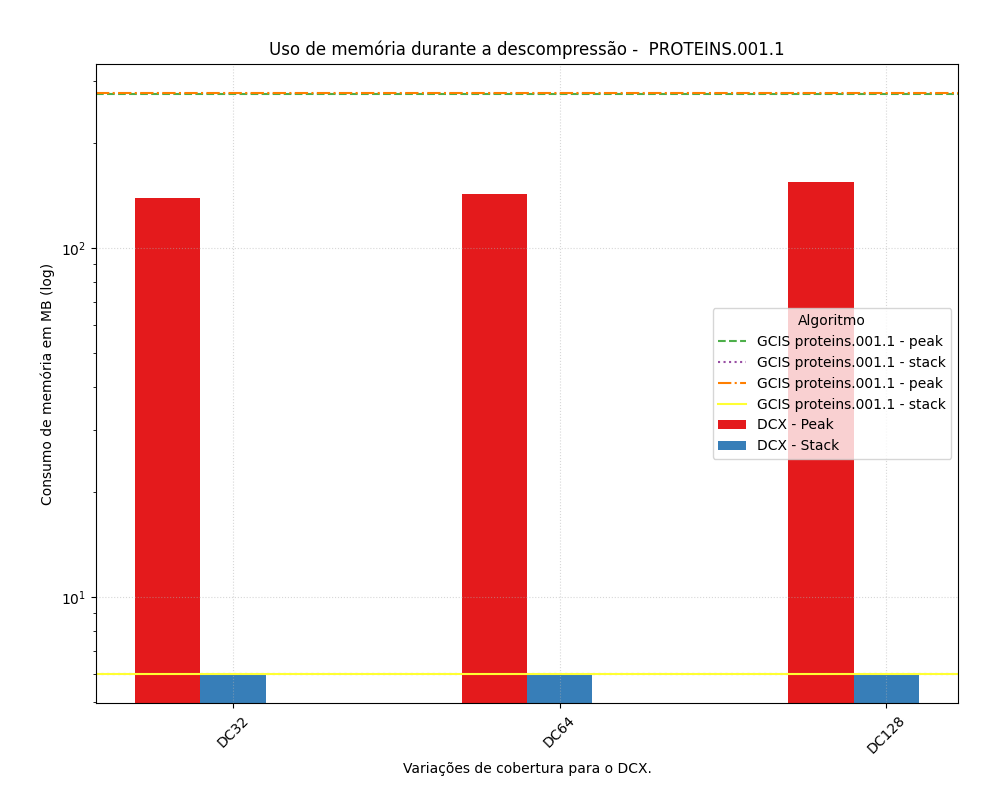 Uso de memória durante a descompressão -  PROTEINS.001.1
Consumo de memória em MB (log)
10²
10¹
Algoritmo
GCIS proteins.001.1 - peak
GCIS proteins.001.1 - stack
GCIS proteins.001.1 - peak
GCIS proteins.001.1 - stack
DCX - Peak
DCX - Stack
DC32
DC64
DC128
Variações de cobertura para o DCX.